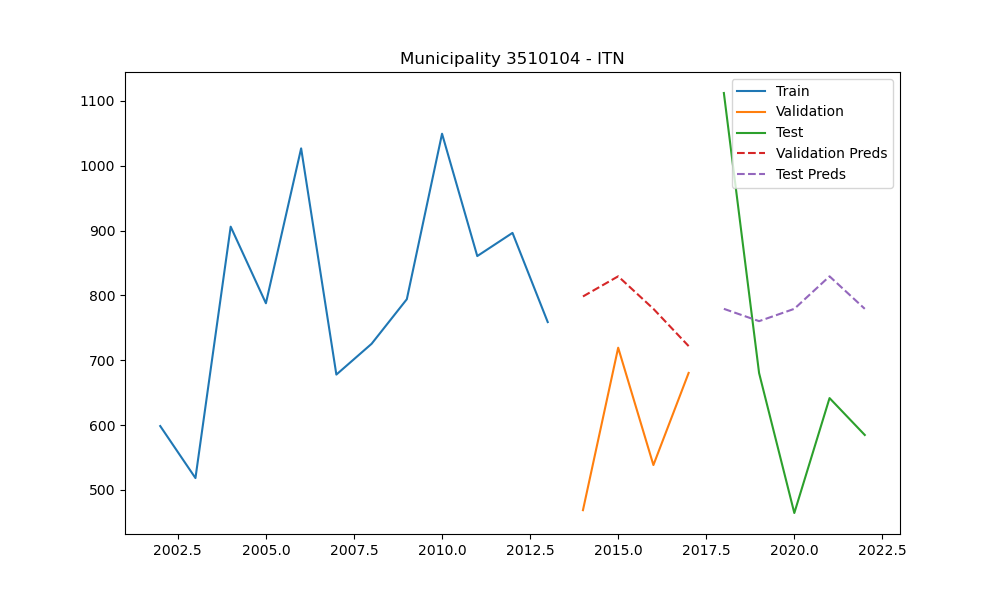 Municipality 3510104 - ITN
Train
Validation
Test
Validation Preds
Test Preds
1100
1000
900
800
700
600
500
2002.5 2005.0 2007.5 2010.0 2012.5 2015.0 2017.5 2020.0 2022.5